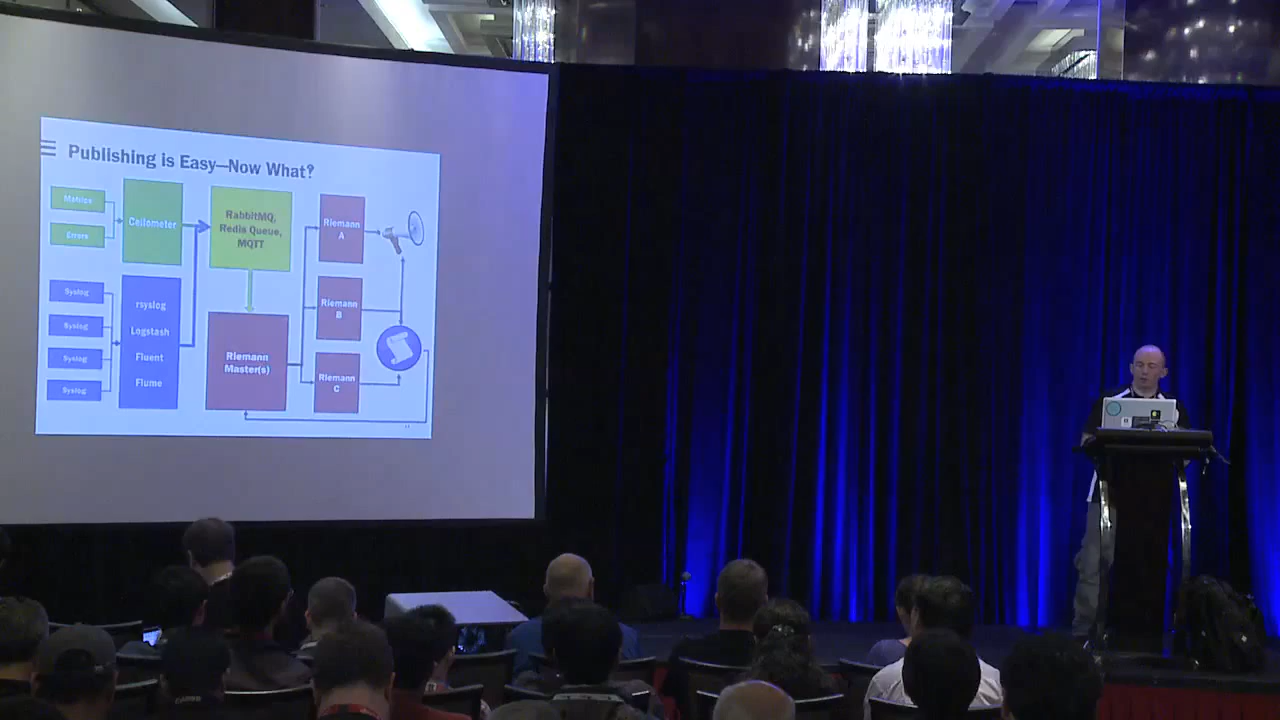 Publishing is Easy—Now What?
Metrics
Errors
Ceilometer
RabbitMQ,
Redis Queue,
MQTT
Riemann
A
Syslog
Syslog
Syslog
Syslog
rsyslog
Logstash
Fluent
Flume
Riemann
Master(s)
Riemann
B
Riemann
C